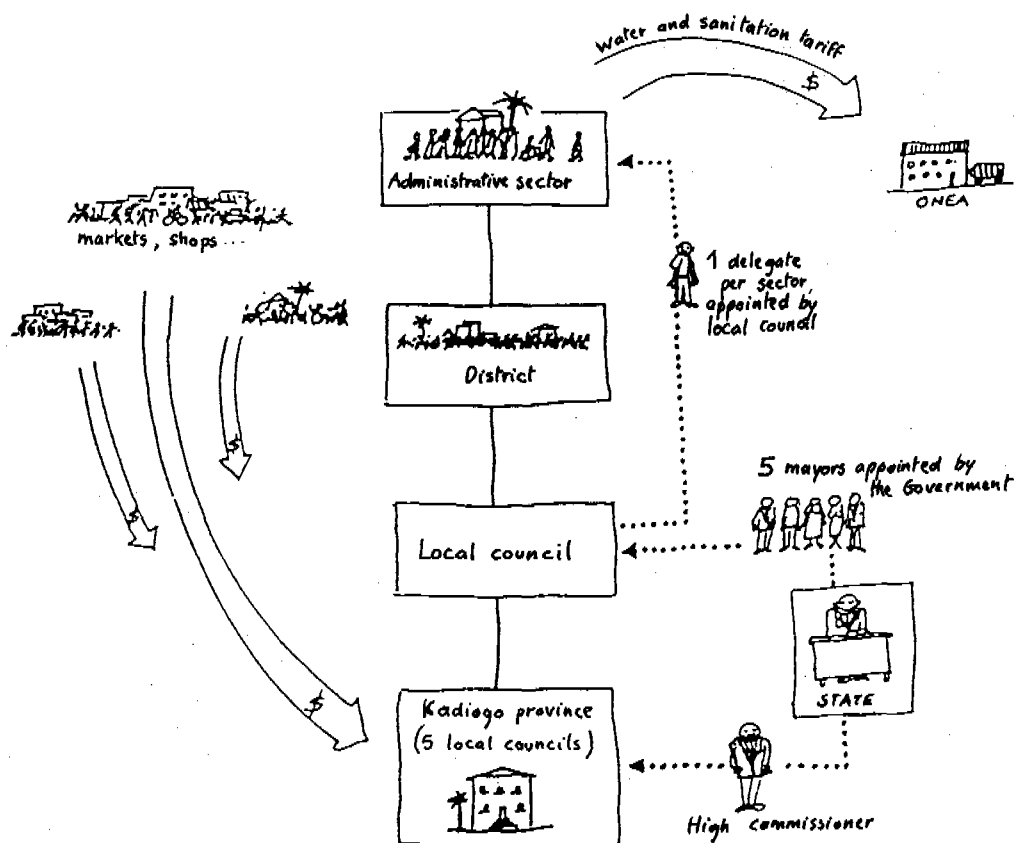 water and sanitation tariff
$
Administrative sector
ONEA
markets, shops...
1 delegate
per sector,
appointed by
local council
District
$
$
5 mayors appointed by
the Government
Local council
STATE
$
Kadiogo province
(5 local councils)
High commissioner